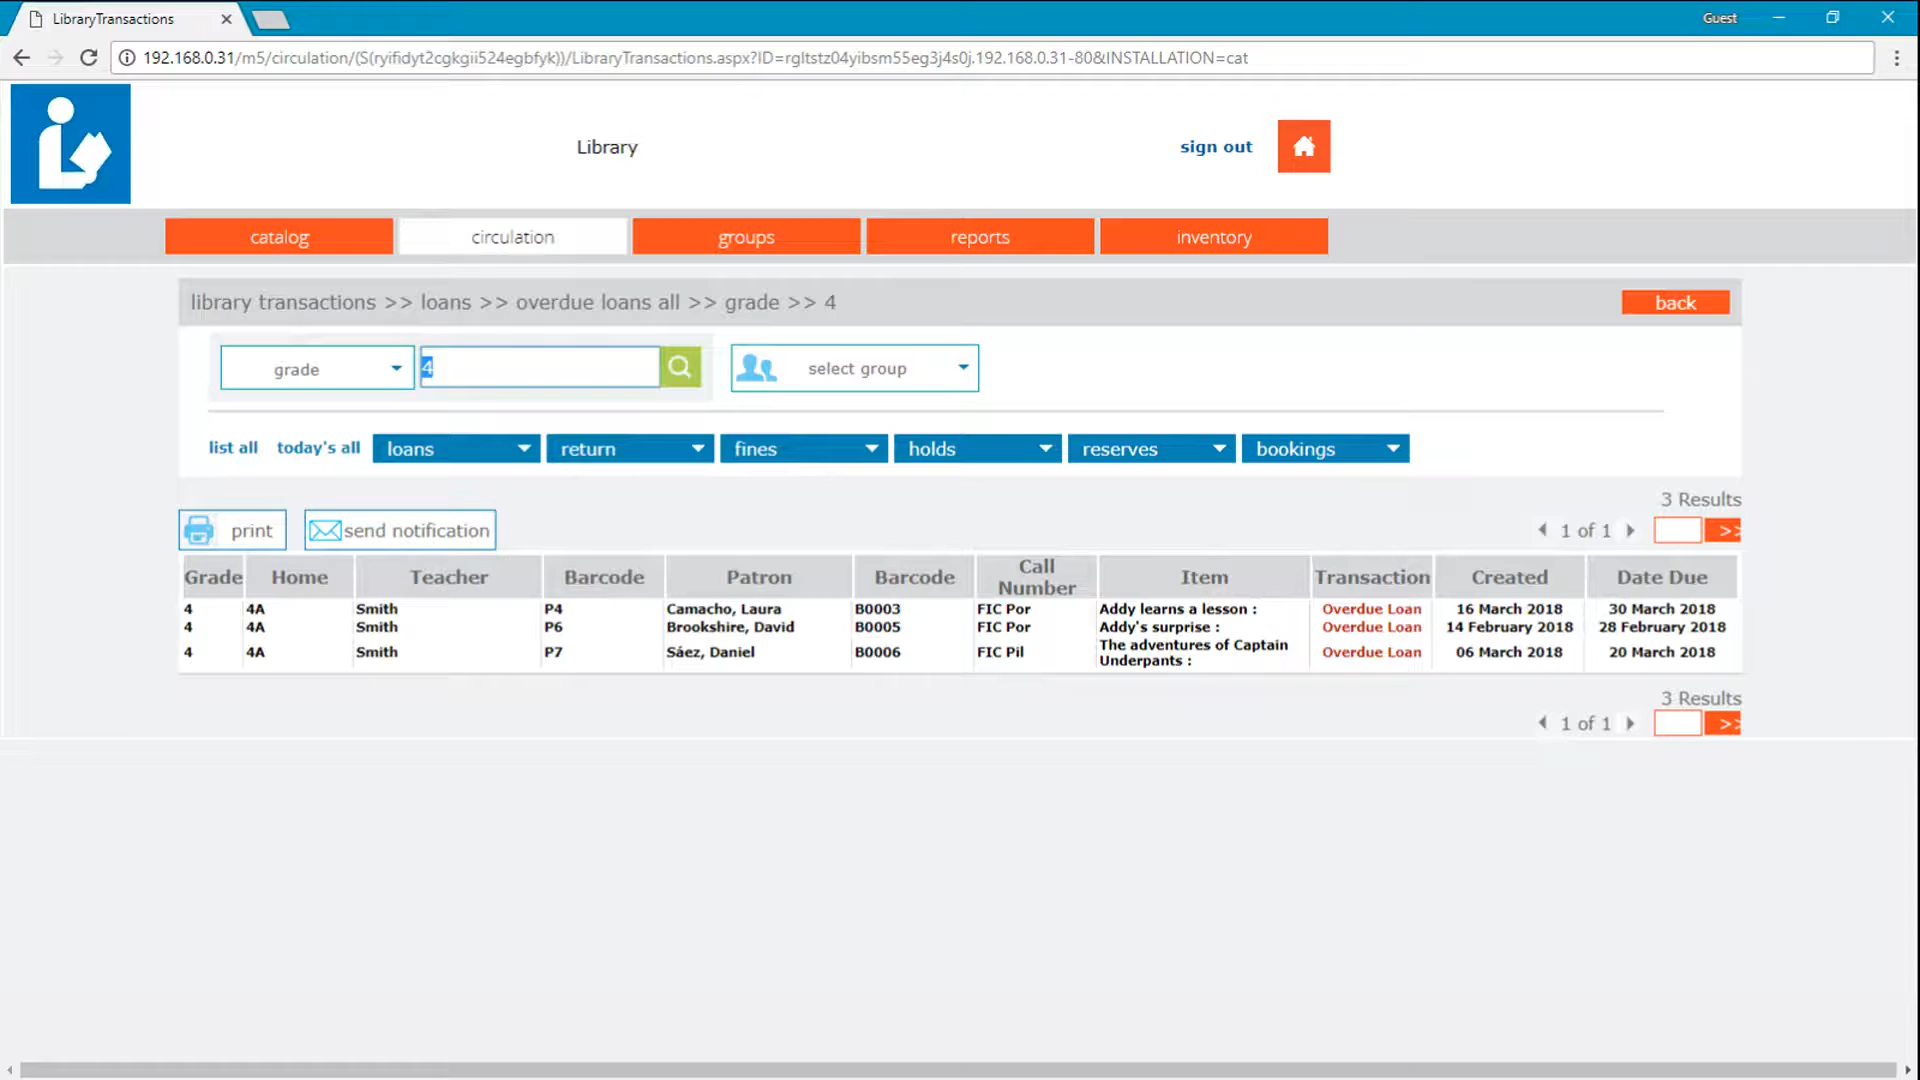 LibraryTransactions
Guest
192.168.0.31/m5/circulation/(S(ryifidyt2cgkgii524egbfyk))/LibraryTransactions.aspx?ID=rgltstz04yibsm55eg3j4s0j.192.168.0.31-80&INSTALLATION=cat
Library
sign out
catalog
circulation
groups
reports
inventory
library transactions >> loans >> overdue loans all >> grade >> 4
back
grade
4
select group
list all
today's all
loans
return
fines
holds
reserves
bookings
3 Results
print
send notification
1 of 1
>>
Grade Home Teacher Barcode Patron Barcode Call Number Item Transaction Created Date Due
4 4A Smith P4 Camacho, Laura B0003 FIC Por Addy learns a lesson : Overdue Loan 16 March 2018 30 March 2018
4 4A Smith P6 Brookshire, David B0005 FIC Por Addy's surprise : Overdue Loan 14 February 2018 28 February 2018
4 4A Smith P7 Sáez, Daniel B0006 FIC Pil The adventures of Captain Underpants : Overdue Loan 06 March 2018 20 March 2018
3 Results
1 of 1
>>